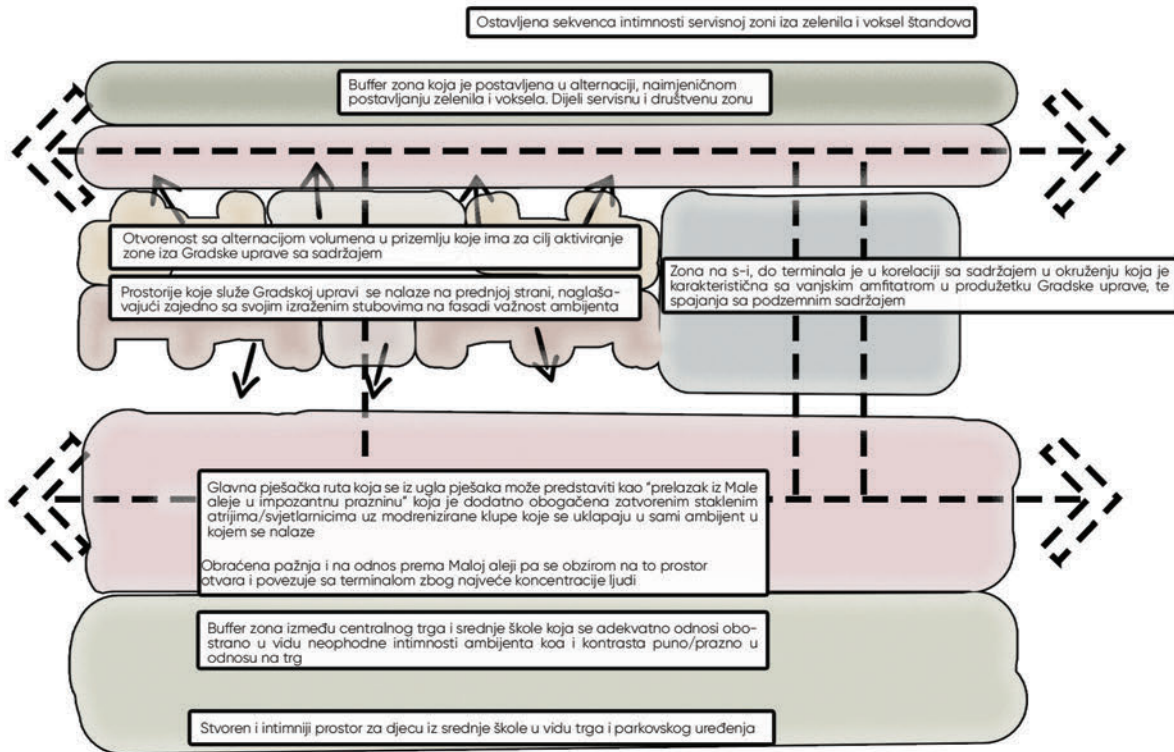 Ostavljena sekvenca intimnosti servisnoj zoni iza zelenila i voksel štandova
Buffer zona koja je postavljena u alternaciji, naimjeničnom
postavljanju zelenila i voksela. Dijeli servisnu i društvenu zonu
Otvorenost sa alternacijom volumena u prizemlju koje ima za cilj aktiviranje
zone iza Gradske uprave sa sadržajem
Prostorije koje služe Gradskoj upravi se nalaze na prednjoj strani, naglaša-
vajući zajedno sa svojim izraženim stubovima na fasadi važnost ambijenta
Zona na s-i, do terminala je u korelaciji sa sadržajem u okruženju koja je
karakteristična sa vanjskim amfitatrom u produžetku Gradske uprave, te
spajanja sa podzemnim sadržajem
Glavna pješačka ruta koja se iz ugla pješaka može predstaviti kao "prelazak iz Male
aleje u impozantnu prazninu" koja je dodatno obogačena zatvorenim staklenim
atrijima/svjetlarnicima uz modrenizirane klupe koje se uklapaju u sami ambijent u
kojem se nalaze
Obraćena pažnja i na odnos prema Maloj aleji pa se obzirom na to prostor
otvara i povezuje sa terminalom zbog najveće koncentracije ljudi
Buffer zona između centralnog trga i srednje škole koja se adekvatno odnosi obo-
strano u vidu neophodne intimnosti ambijenta koa i kontrasta puno/prazno u
odnosu na trg
Stvoren i intimniji prostor za djecu iz srednje škole u vidu trga i parkovskog uređenja